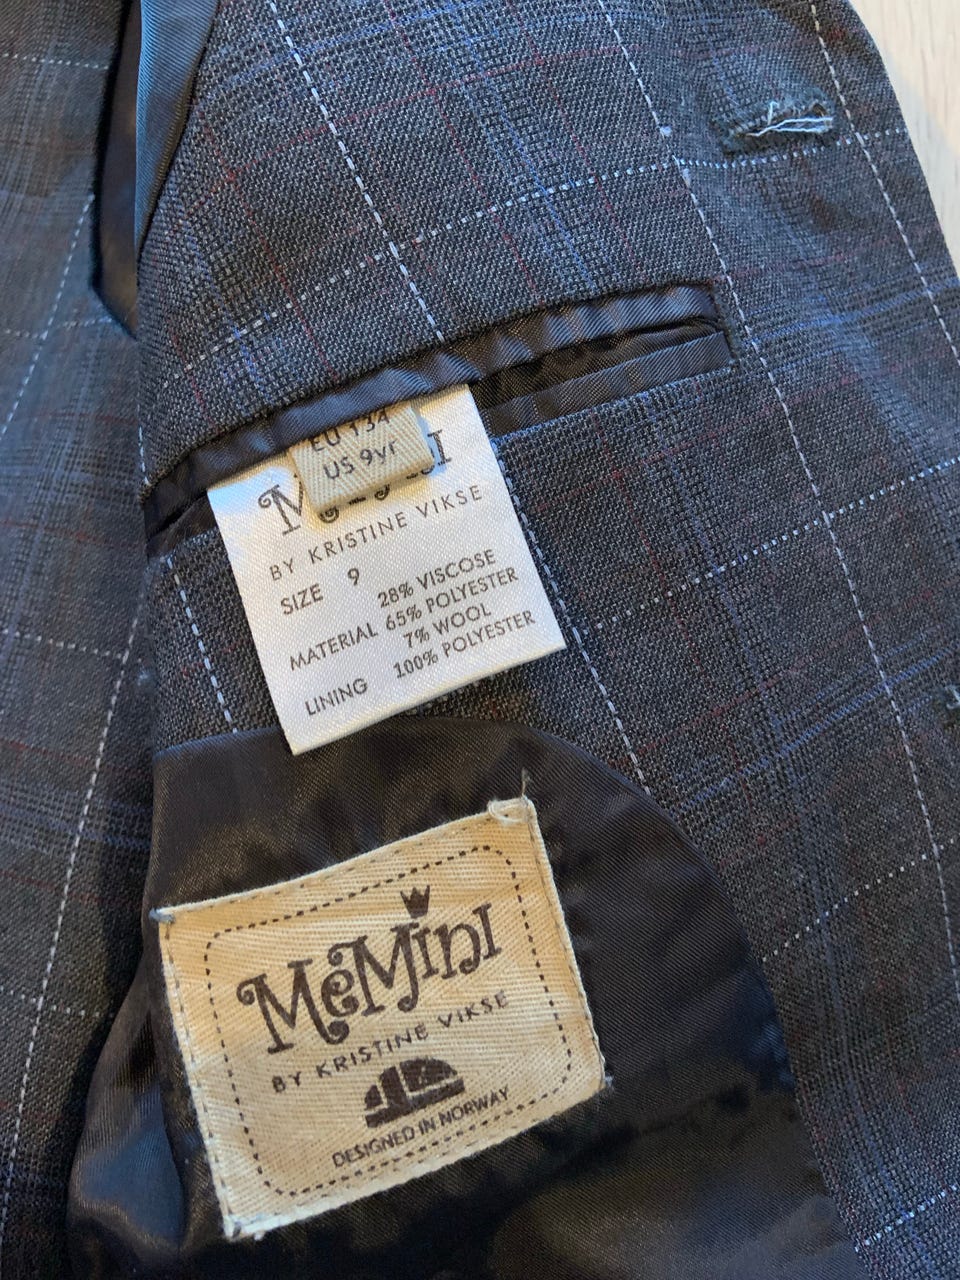 EU 134
US 9yr
BY KRISTINE VIKSE
SIZE 9
28% VISCOSE
MATERIAL 65% POLYESTER
7% WOOL
LINING 100% POLYESTER
MeMini
BY KRISTINE VIKSE
DESIGNED IN NORWAY